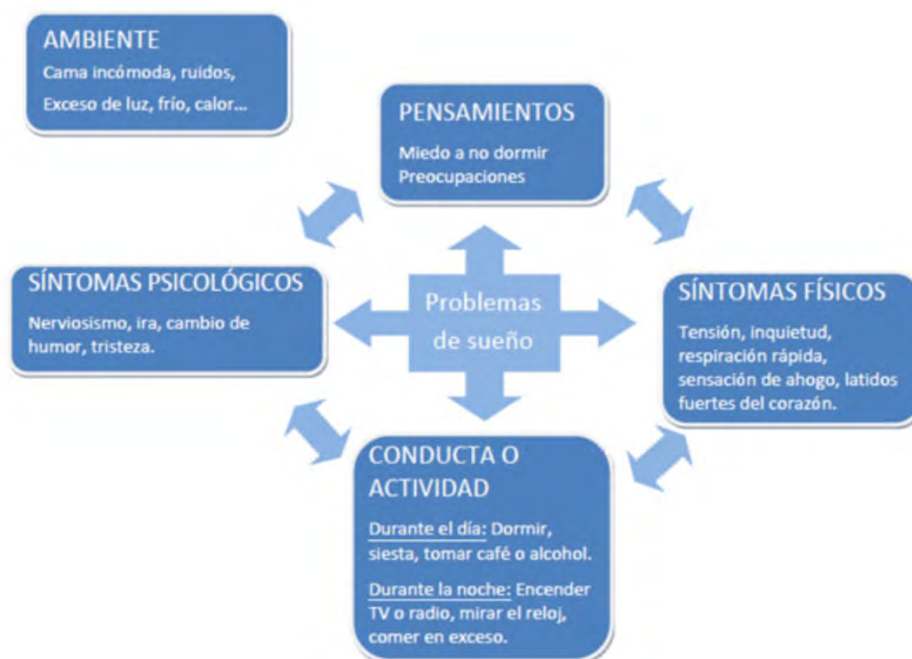 AMBIENTE
Cama incómoda, ruidos,
Exceso de luz, frío, calor...
PENSAMIENTOS
Miedo a no dormir
Preocupaciones
SÍNTOMAS PSICOLÓGICOS
Nerviosismo, ira, cambio de
humor, tristeza.
Problemas
de sueño
SÍNTOMAS FÍSICOS
Tensión, inquietud,
respiración rápida,
sensación de ahogo, latidos
fuertes del corazón.
CONDUCTA O
ACTIVIDAD
Durante el día: Dormir,
siesta, tomar café o alcohol.
Durante la noche: Encender
TV o radio, mirar el reloj,
comer en exceso.